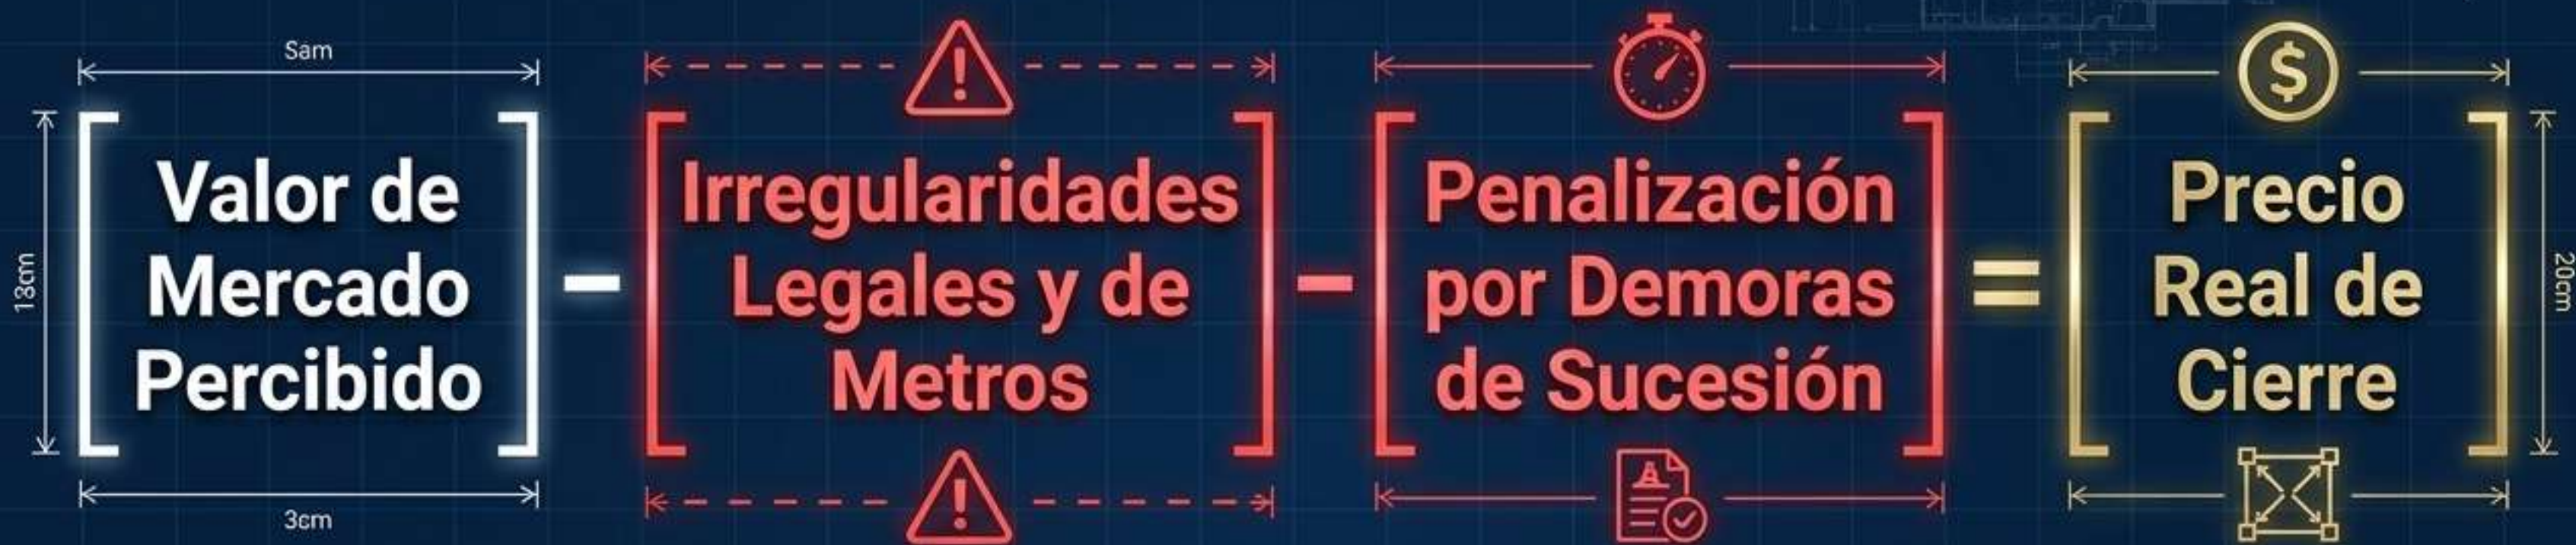 Sam
13cm
Valor de
Mercado
Percibido
3cm
-
Irregularidades
Legales y de
Metros
-
Penalización
por Demoras
de Sucesión
=
$
Precio
Real de
Cierre
20cm